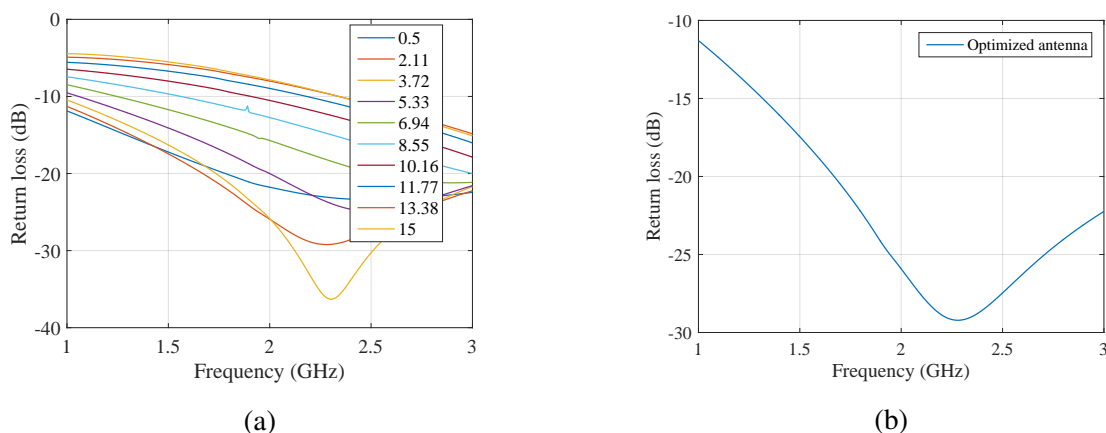 0
-10
-20
-30
-40
Return loss (dB)
0.5
2.11
3.72
5.33
6.94
8.55
10.16
11.77
13.38
15
1 1.5 2 2.5 3
Frequency (GHz)
(a)
-10
-15
-20
-25
-30
Return loss (dB)
Optimized antenna
1 1.5 2 2.5 3
Frequency (GHz)
(b)